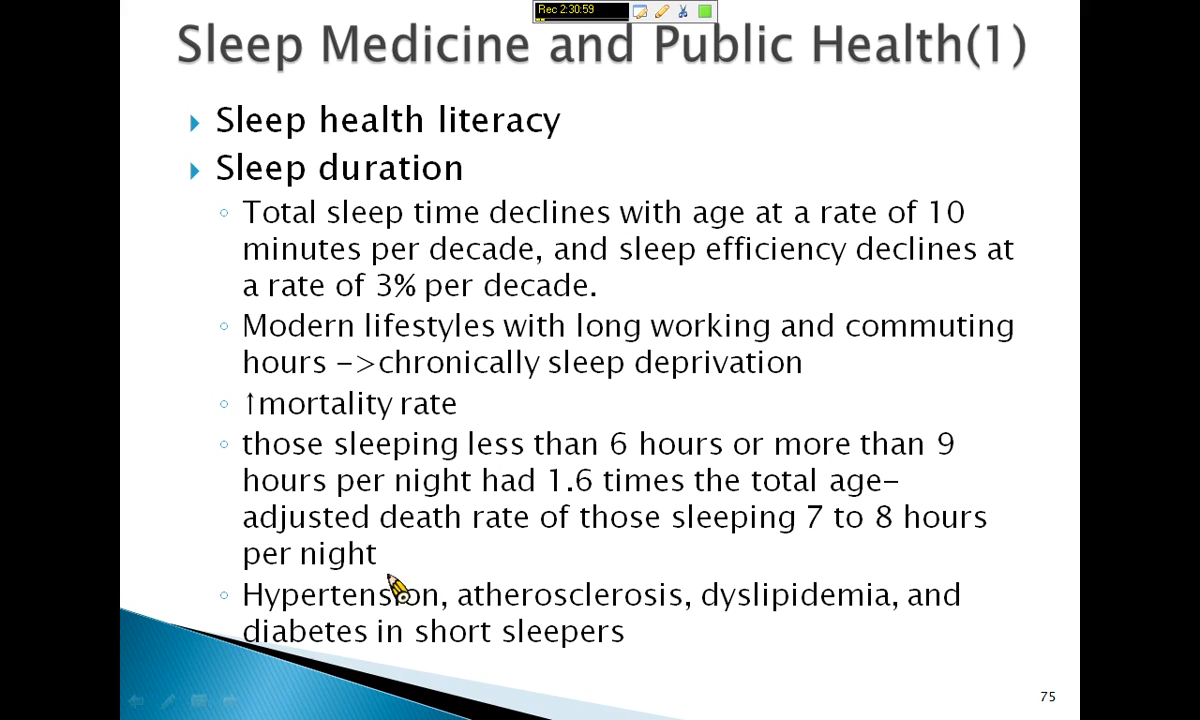 Rec 2:30:59
Sleep Medicine and Public Health(1)
Sleep health literacy
Sleep duration
Total sleep time declines with age at a rate of 10
minutes per decade, and sleep efficiency declines at
a rate of 3% per decade.
Modern lifestyles with long working and commuting
hours ->chronically sleep deprivation
↑mortality rate
those sleeping less than 6 hours or more than 9
hours per night had 1.6 times the total age-
adjusted death rate of those sleeping 7 to 8 hours
per night
Hypertension, atherosclerosis, dyslipidemia, and
diabetes in short sleepers
75